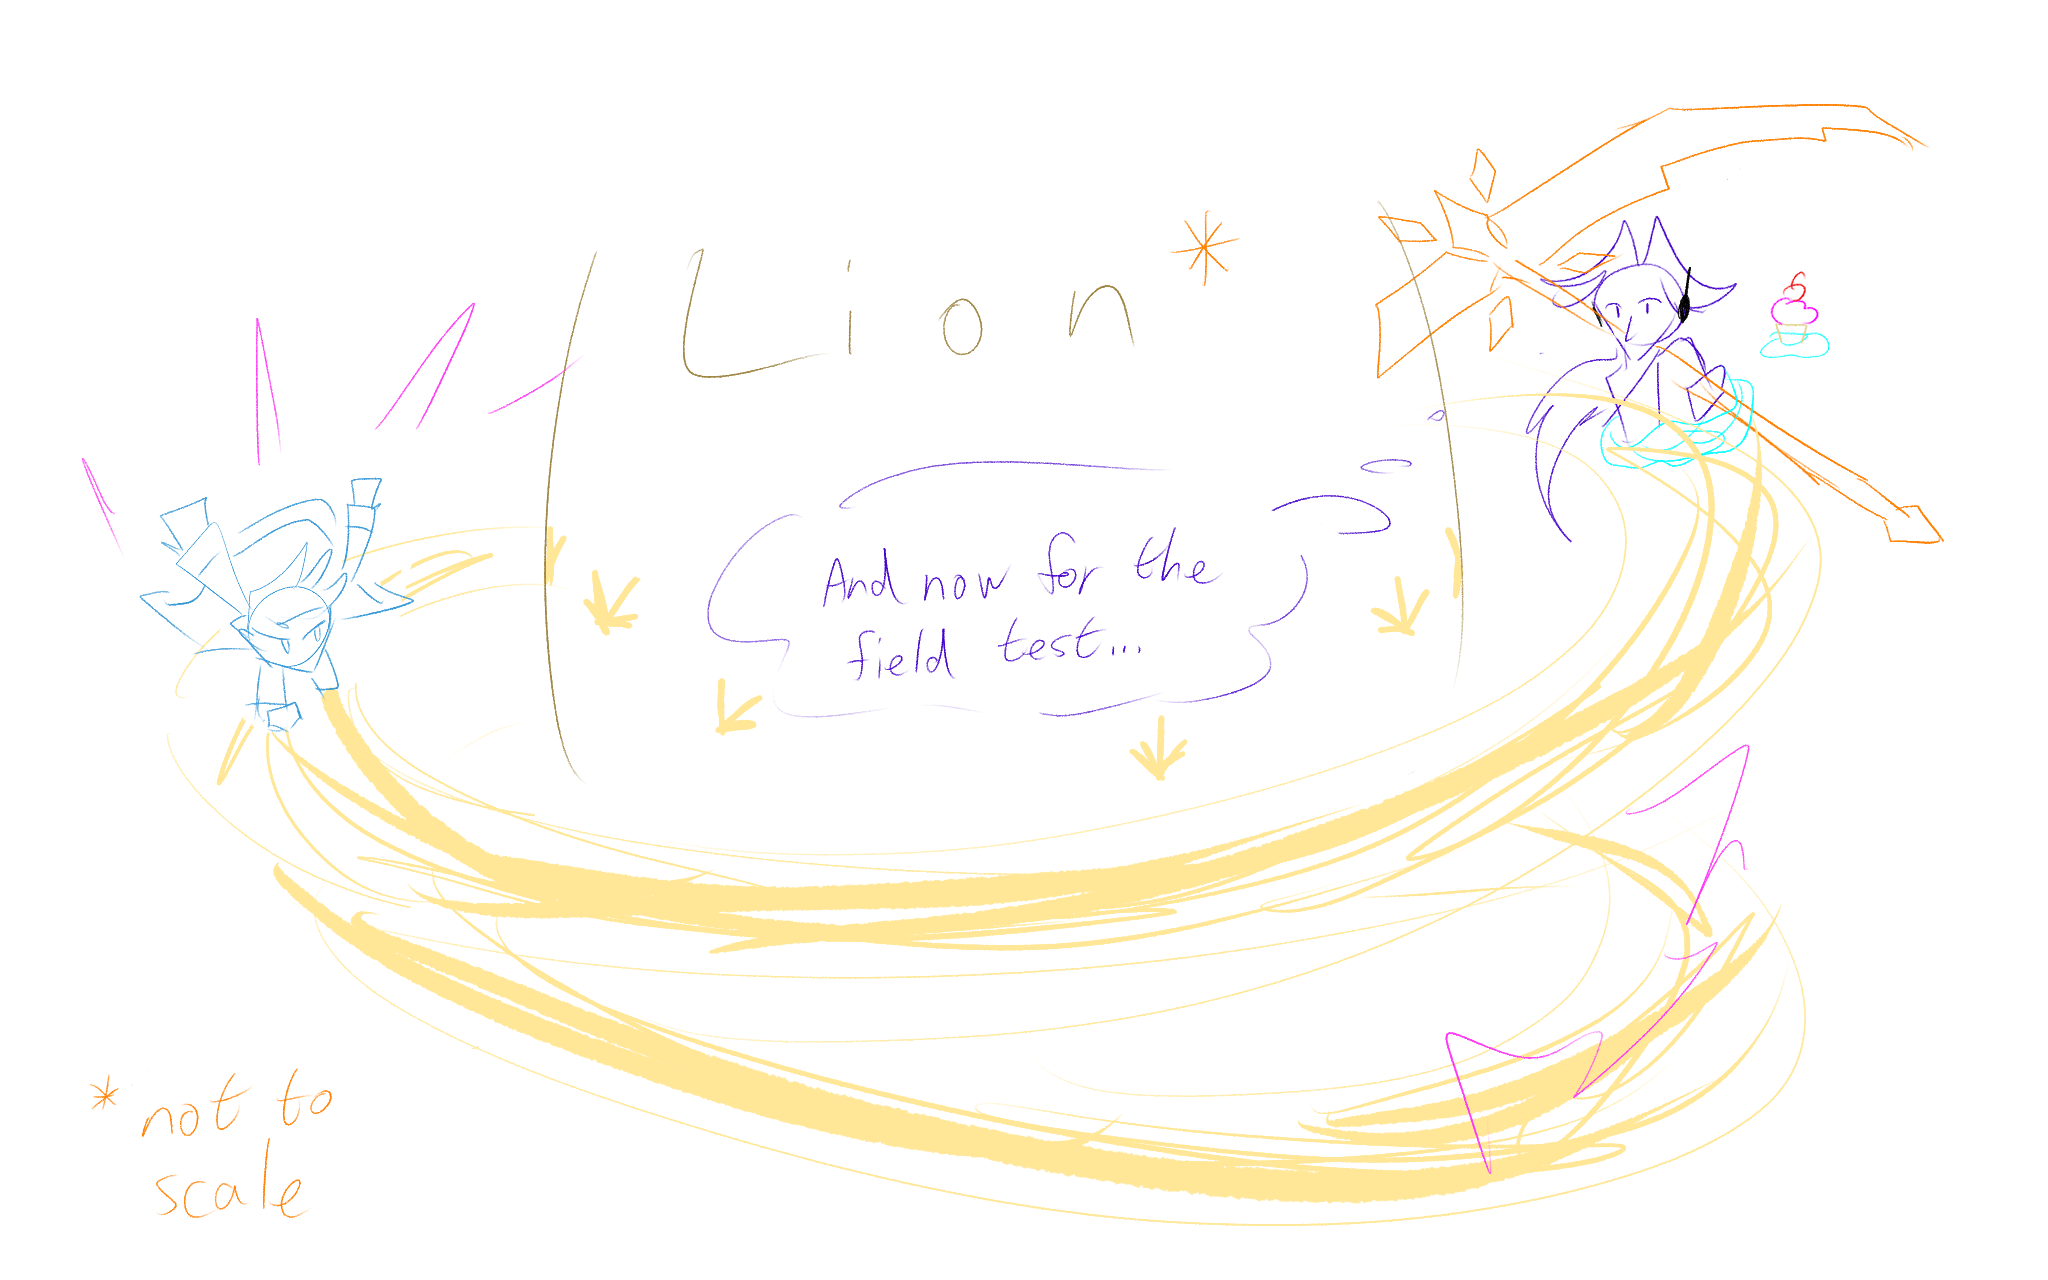 Lion*
And now for the
field test...
*not to
scale